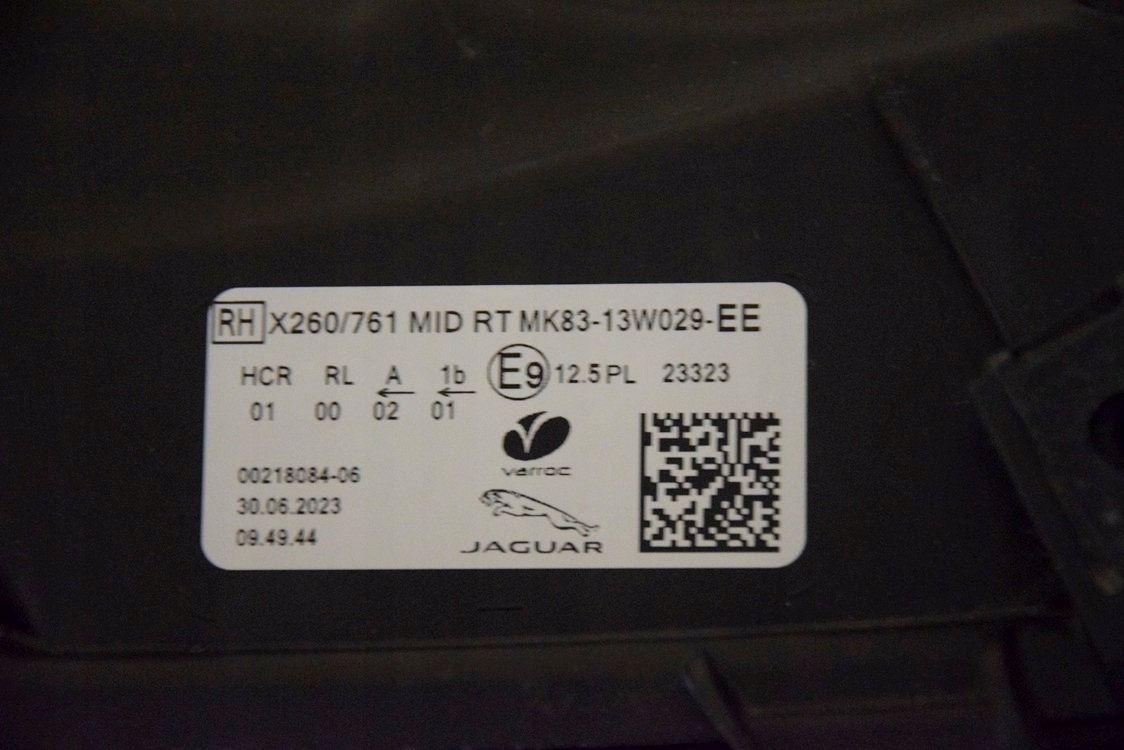 RH X260/761 MID RT MK83-13W029-EE
HCR RL A 1b E9 12.5 PL 23323
01 00 02 01
varroc
00218084-06
30.06.2023
09.49.44
JAGUAR